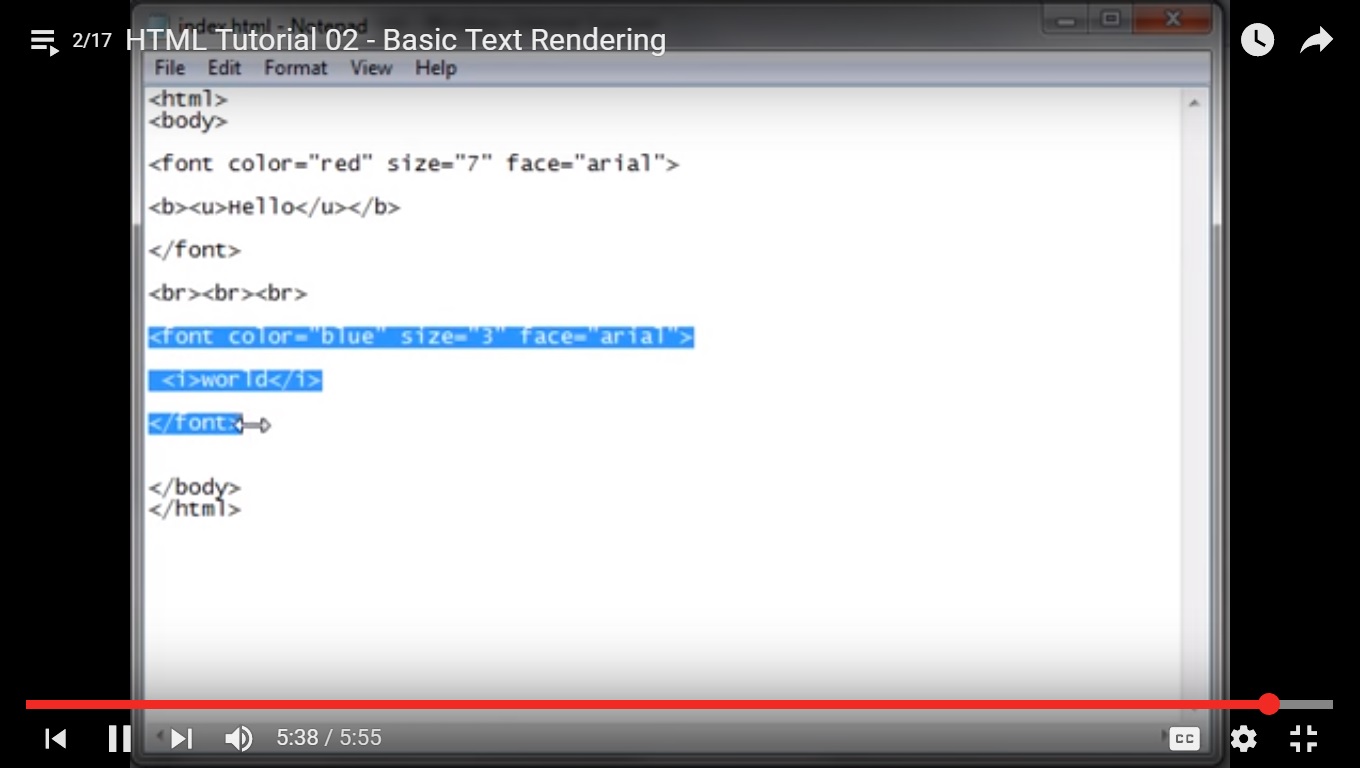 index.html - Notepad
2/17 HTML Tutorial 02 - Basic Text Rendering
File Edit Format View Help
<html>
<body>
<font color="red" size="7" face="arial">
<b><u>Hello</u></b>
</font>
<br><br><br>
<font color="blue" size="3" face="arial">
<i>world</i>
</font>
</body>
</html>
5:38 / 5:55
CC